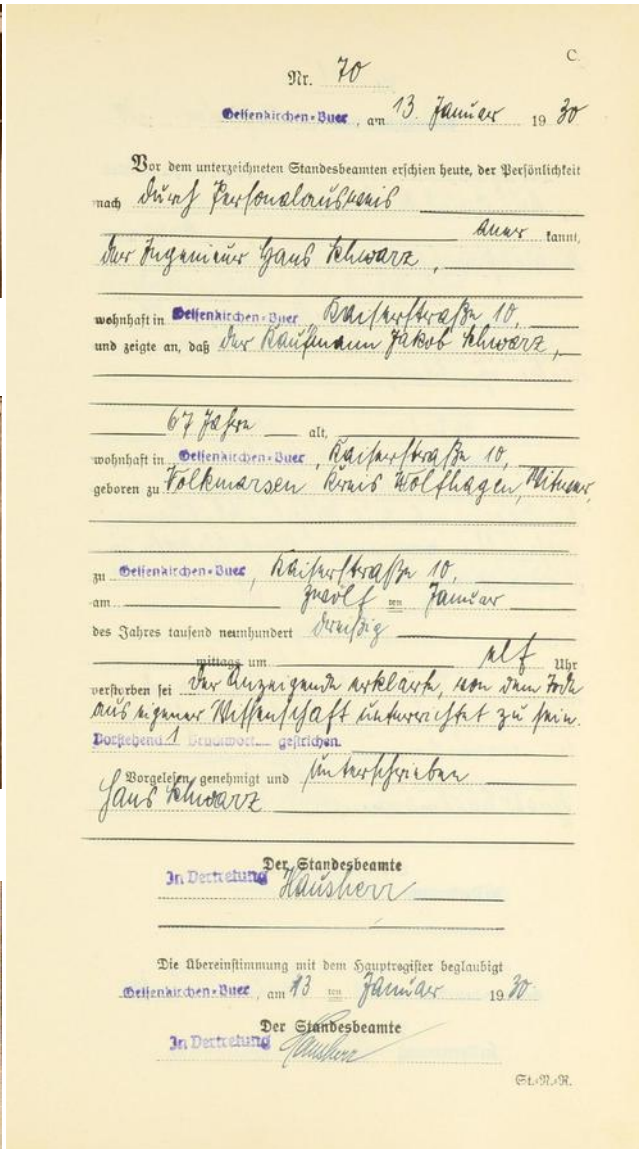 C.
Nr. 70
Gelsenkirchen-Buer, am 13. Januar 1930
Vor dem unterzeichneten Standesbeamten erschien heute, der Persönlichkeit
nach durch Personalausweis
aner kannt,
der Ingenieur Hans Schwarz,
wohnhaft in Gelsenkirchen-Buer Kaiserstraße 10,
und zeigte an, daß der Kaufmann Jakob Schwarz,
67 Jahre alt,
wohnhaft in Gelsenkirchen-Buer, Kaiserstraße 10,
geboren zu Volkmarsen Kreis Wolfhagen, Witwer,
zu Gelsenkirchen-Buer, Kaiserstraße 10,
am zwölf ten Januar
des Jahres tausend neunhundert dreißig
mittags um elf Uhr
verstorben sei Der Anzeigende erklärte, von dem Tode
aus eigener Wissenschaft unterrichtet zu sein.
Vorstehend 1 Druckwort gestrichen.
Vorgelesen, genehmigt und unterschrieben
Hans Schwarz
Der Standesbeamte
In Vertretung Hausherr
Die Übereinstimmung mit dem Hauptregister beglaubigt
Gelsenkirchen-Buer, am 13 ten Januar 1930
Der Standesbeamte
In Vertretung Hausherr
St.-N.-R.